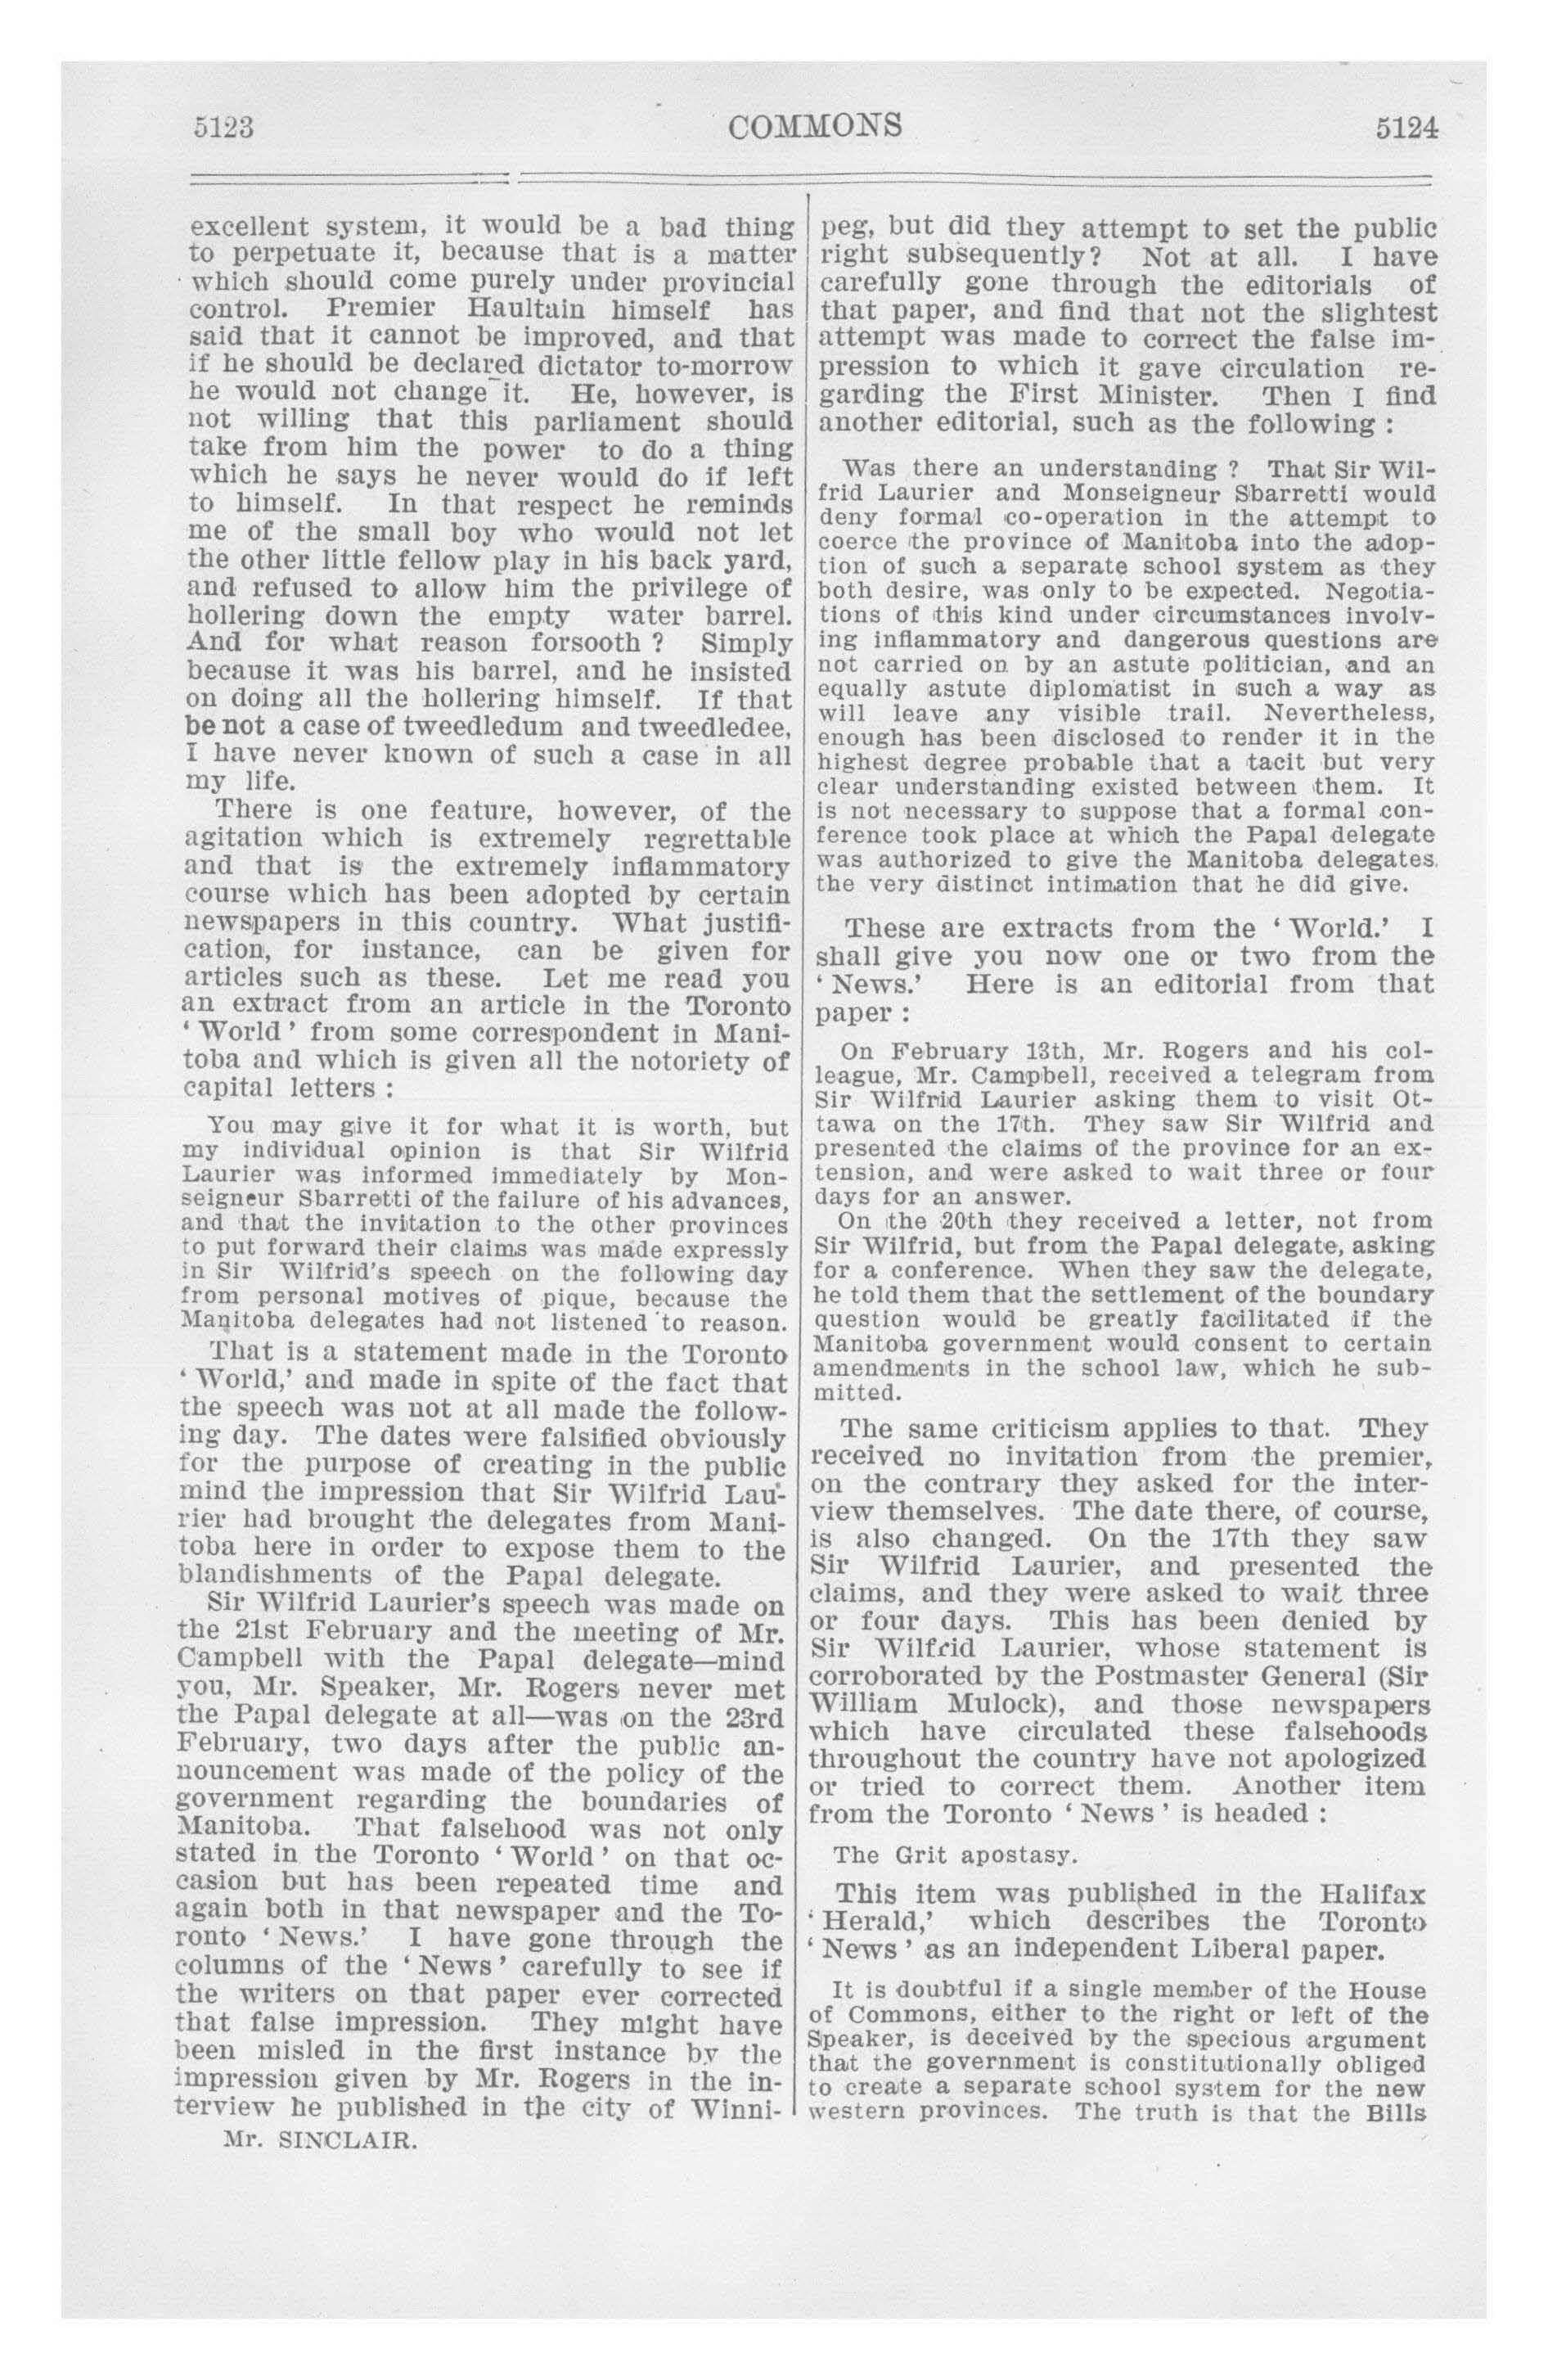 5123
COMMONS
5124
excellent system, it would be a bad thing
to perpetuate it, because that is a matter
which should come purely under provincial
control. Premier Haultain himself has
said that it cannot be improved, and that
if he should be declared dictator to-morrow
he would not change it. He, however, is
not willing that this parliament should
take from him the power to do a thing
which he says he never would do if left
to himself. In that respect he reminds
me of the small boy who would not let
the other little fellow play in his back yard,
and refused to allow him the privilege of
hollering down the empty water barrel.
And for what reason forsooth ? Simply
because it was his barrel, and he insisted
on doing all the hollering himself. If that
be not a case of tweedledum and tweedledee,
I have never known of such a case in all
my life.
There is one feature, however, of the
agitation which is extremely regrettable
and that is the extremely inflammatory
course which has been adopted by certain
newspapers in this country. What justifi-
cation, for instance, can be given for
articles such as these. Let me read you
an extract from an article in the Toronto
‘ World ’ from some correspondent in Mani-
toba and which is given all the notoriety of
capital letters :
You may give it for what it is worth, but
my individual opinion is that Sir Wilfrid
Laurier was informed immediately by Mon-
seigneur Sbarretti of the failure of his advances,
and that the invitation to the other provinces
to put forward their claims was made expressly
in Sir Wilfrid's speech on the following day
from personal motives of pique, because the
Manitoba delegates had not listened to reason.
That is a statement made in the Toronto
‘ World,’ and made in spite of the fact that
the speech was not at all made the follow-
ing day. The dates were falsified obviously
for the purpose of creating in the public
mind the impression that Sir Wilfrid Lau-
rier had brought the delegates from Mani-
toba here in order to expose them to the
blandishments of the Papal delegate.
Sir Wilfrid Laurier's speech was made on
the 21st February and the meeting of Mr.
Campbell with the Papal delegate—mind
you, Mr. Speaker, Mr. Rogers never met
the Papal delegate at all—was on the 23rd
February, two days after the public an-
nouncement was made of the policy of the
government regarding the boundaries of
Manitoba. That falsehood was not only
stated in the Toronto ‘ World ’ on that oc-
casion but has been repeated time and
again both in that newspaper and the To-
ronto ‘ News.’ I have gone through the
columns of the ‘ News ’ carefully to see if
the writers on that paper ever corrected
that false impression. They might have
been misled in the first instance by the
impression given by Mr. Rogers in the in-
terview he published in the city of Winni-
Mr. SINCLAIR.
peg, but did they attempt to set the public
right subsequently? Not at all. I have
carefully gone through the editorials of
that paper, and find that not the slightest
attempt was made to correct the false im-
pression to which it gave circulation re-
garding the First Minister. Then I find
another editorial, such as the following :
Was there an understanding ? That Sir Wil-
frid Laurier and Monseigneur Sbarretti would
deny formal co-operation in the attempt to
coerce the province of Manitoba into the adop-
tion of such a separate school system as they
both desire, was only to be expected. Negotia-
tions of this kind under circumstances involv-
ing inflammatory and dangerous questions are
not carried on by an astute politician, and an
equally astute diplomatist in such a way as
will leave any visible trail. Nevertheless,
enough has been disclosed to render it in the
highest degree probable that a tacit but very
clear understanding existed between them. It
is not necessary to suppose that a formal con-
ference took place at which the Papal delegate
was authorized to give the Manitoba delegates
the very distinct intimation that he did give.
These are extracts from the ‘ World.’ I
shall give you now one or two from the
‘ News.’ Here is an editorial from that
paper :
On February 13th, Mr. Rogers and his col-
league, Mr. Campbell, received a telegram from
Sir Wilfrid Laurier asking them to visit Ot-
tawa on the 17th. They saw Sir Wilfrid and
presented the claims of the province for an ex-
tension, and were asked to wait three or four
days for an answer.
On the 20th they received a letter, not from
Sir Wilfrid, but from the Papal delegate, asking
for a conference. When they saw the delegate,
he told them that the settlement of the boundary
question would be greatly facilitated if the
Manitoba government would consent to certain
amendments in the school law, which he sub-
mitted.
The same criticism applies to that. They
received no invitation from the premier,
on the contrary they asked for the inter-
view themselves. The date there, of course,
is also changed. On the 17th they saw
Sir Wilfrid Laurier, and presented the
claims, and they were asked to wait three
or four days. This has been denied by
Sir Wilfrid Laurier, whose statement is
corroborated by the Postmaster General (Sir
William Mulock), and those newspapers
which have circulated these falsehoods
throughout the country have not apologized
or tried to correct them. Another item
from the Toronto ‘ News ’ is headed :
The Grit apostasy.
This item was published in the Halifax
‘ Herald,’ which describes the Toronto
‘ News ’ as an independent Liberal paper.
It is doubtful if a single member of the House
of Commons, either to the right or left of the
Speaker, is deceived by the specious argument
that the government is constitutionally obliged
to create a separate school system for the new
western provinces. The truth is that the Bills